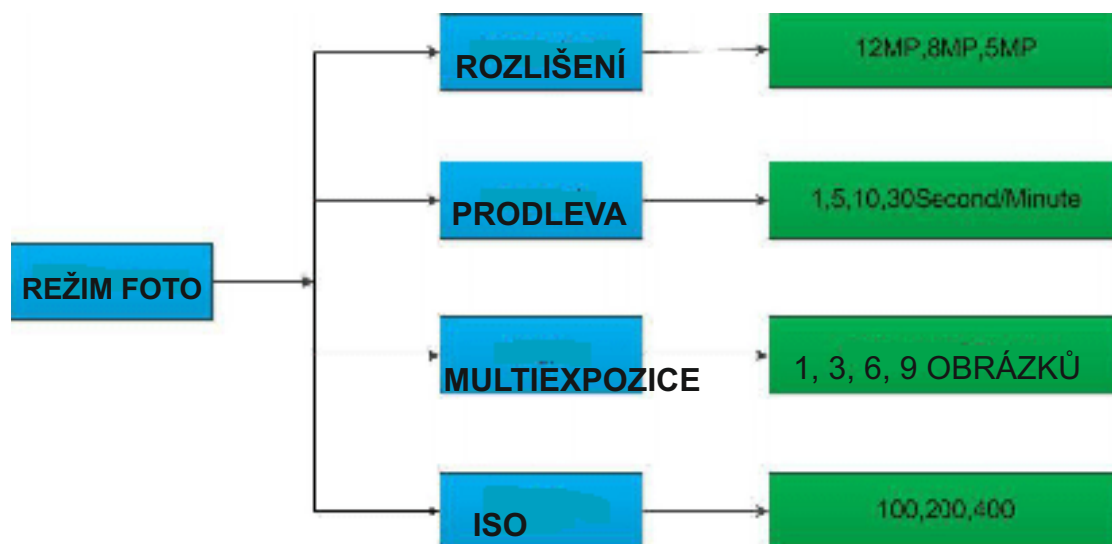 ROZLIŠENÍ
12MP,8MP,5MP
PRODLEVA
1,5,10,30Second/Minute
REŽIM FOTO
MULTIEXPOZICE
1, 3, 6, 9 OBRÁZKŮ
ISO
100,200,400